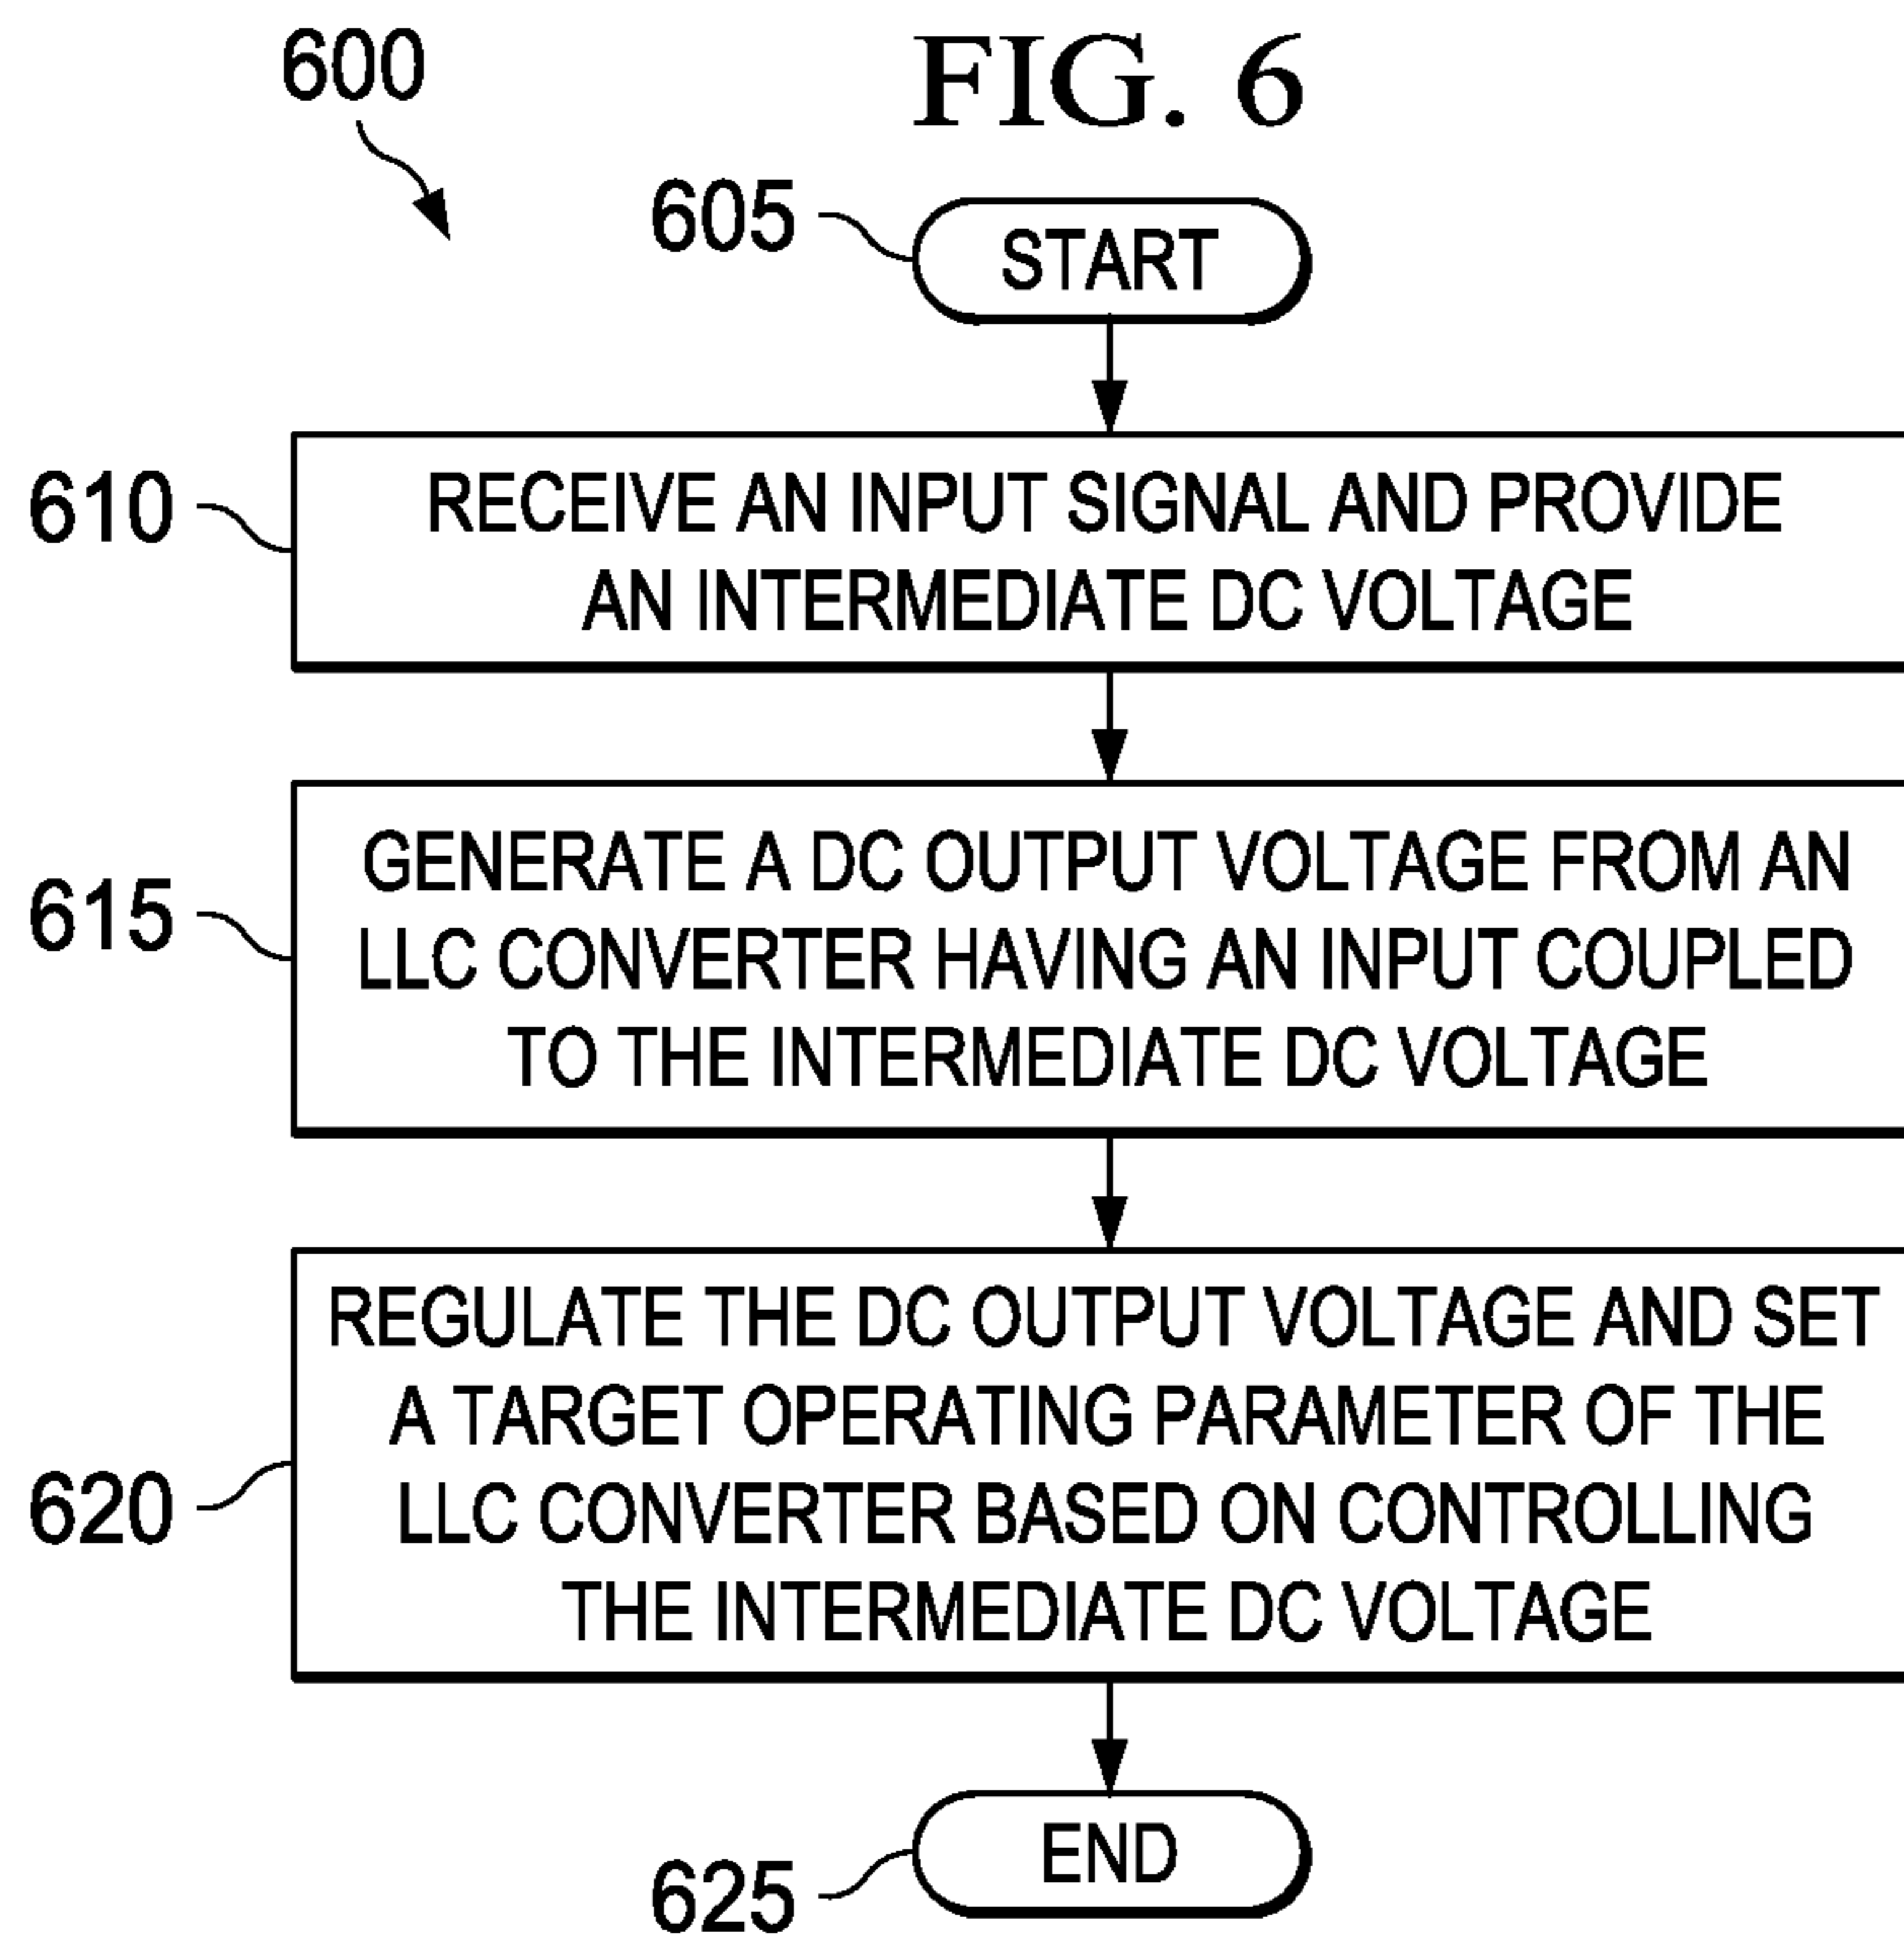 600
FIG. 6
605
START
610
RECEIVE AN INPUT SIGNAL AND PROVIDE
AN INTERMEDIATE DC VOLTAGE
615
GENERATE A DC OUTPUT VOLTAGE FROM AN
LLC CONVERTER HAVING AN INPUT COUPLED
TO THE INTERMEDIATE DC VOLTAGE
620
REGULATE THE DC OUTPUT VOLTAGE AND SET
A TARGET OPERATING PARAMETER OF THE
LLC CONVERTER BASED ON CONTROLLING
THE INTERMEDIATE DC VOLTAGE
END
625